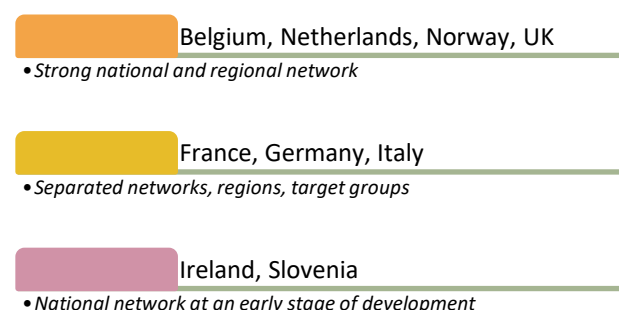 Belgium, Netherlands, Norway, UK
•Strong national and regional network
France, Germany, Italy
•Separated networks, regions, target groups
Ireland, Slovenia
•National network at an early stage of development